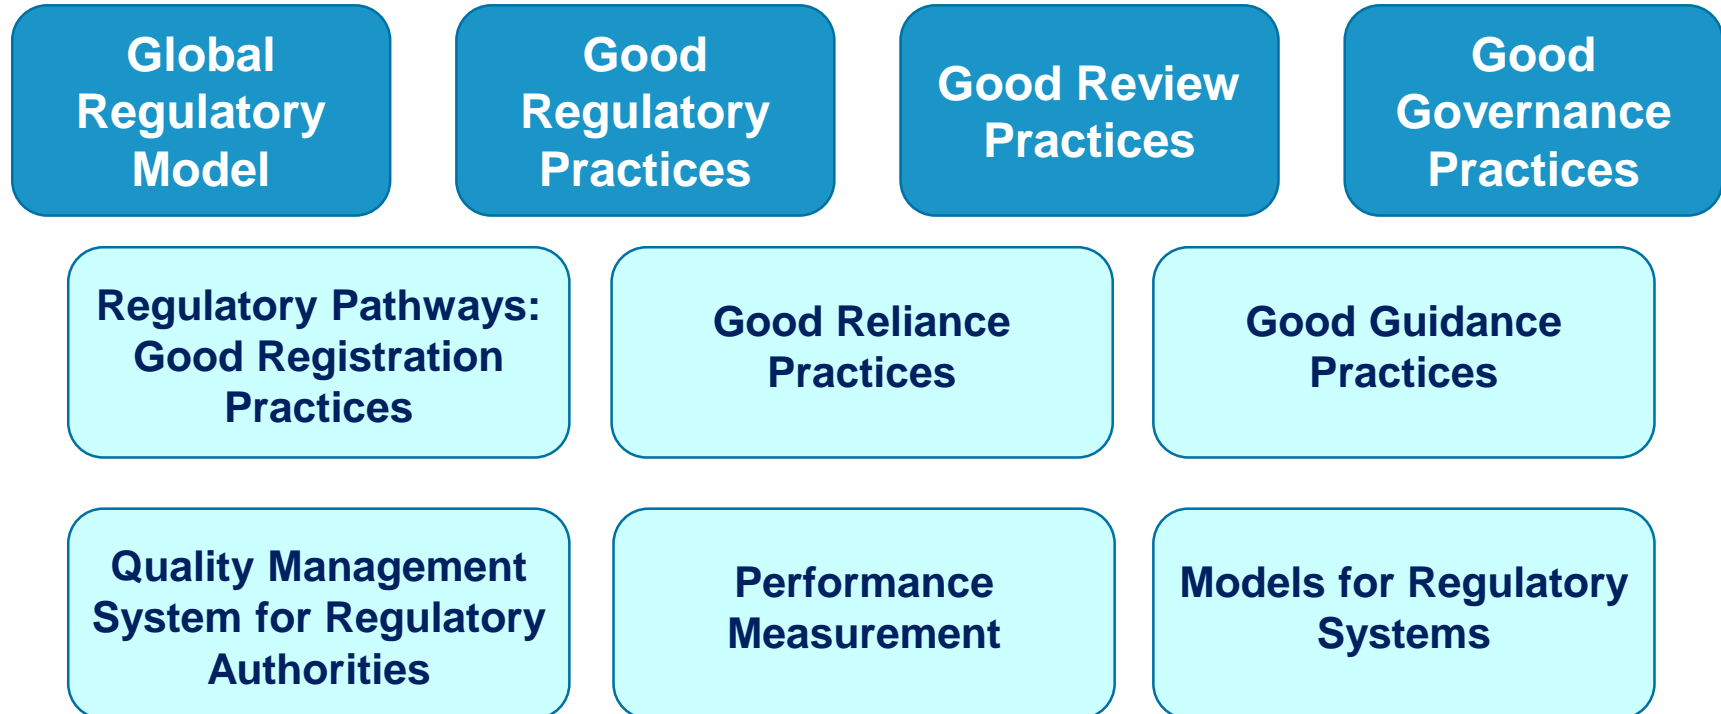 Global
Regulatory
Model
Good
Regulatory
Practices
Good Review
Practices
Good
Governance
Practices
Regulatory Pathways:
Good Registration
Practices
Good Reliance
Practices
Good Guidance
Practices
Quality Management
System for Regulatory
Authorities
Performance
Measurement
Models for Regulatory
Systems